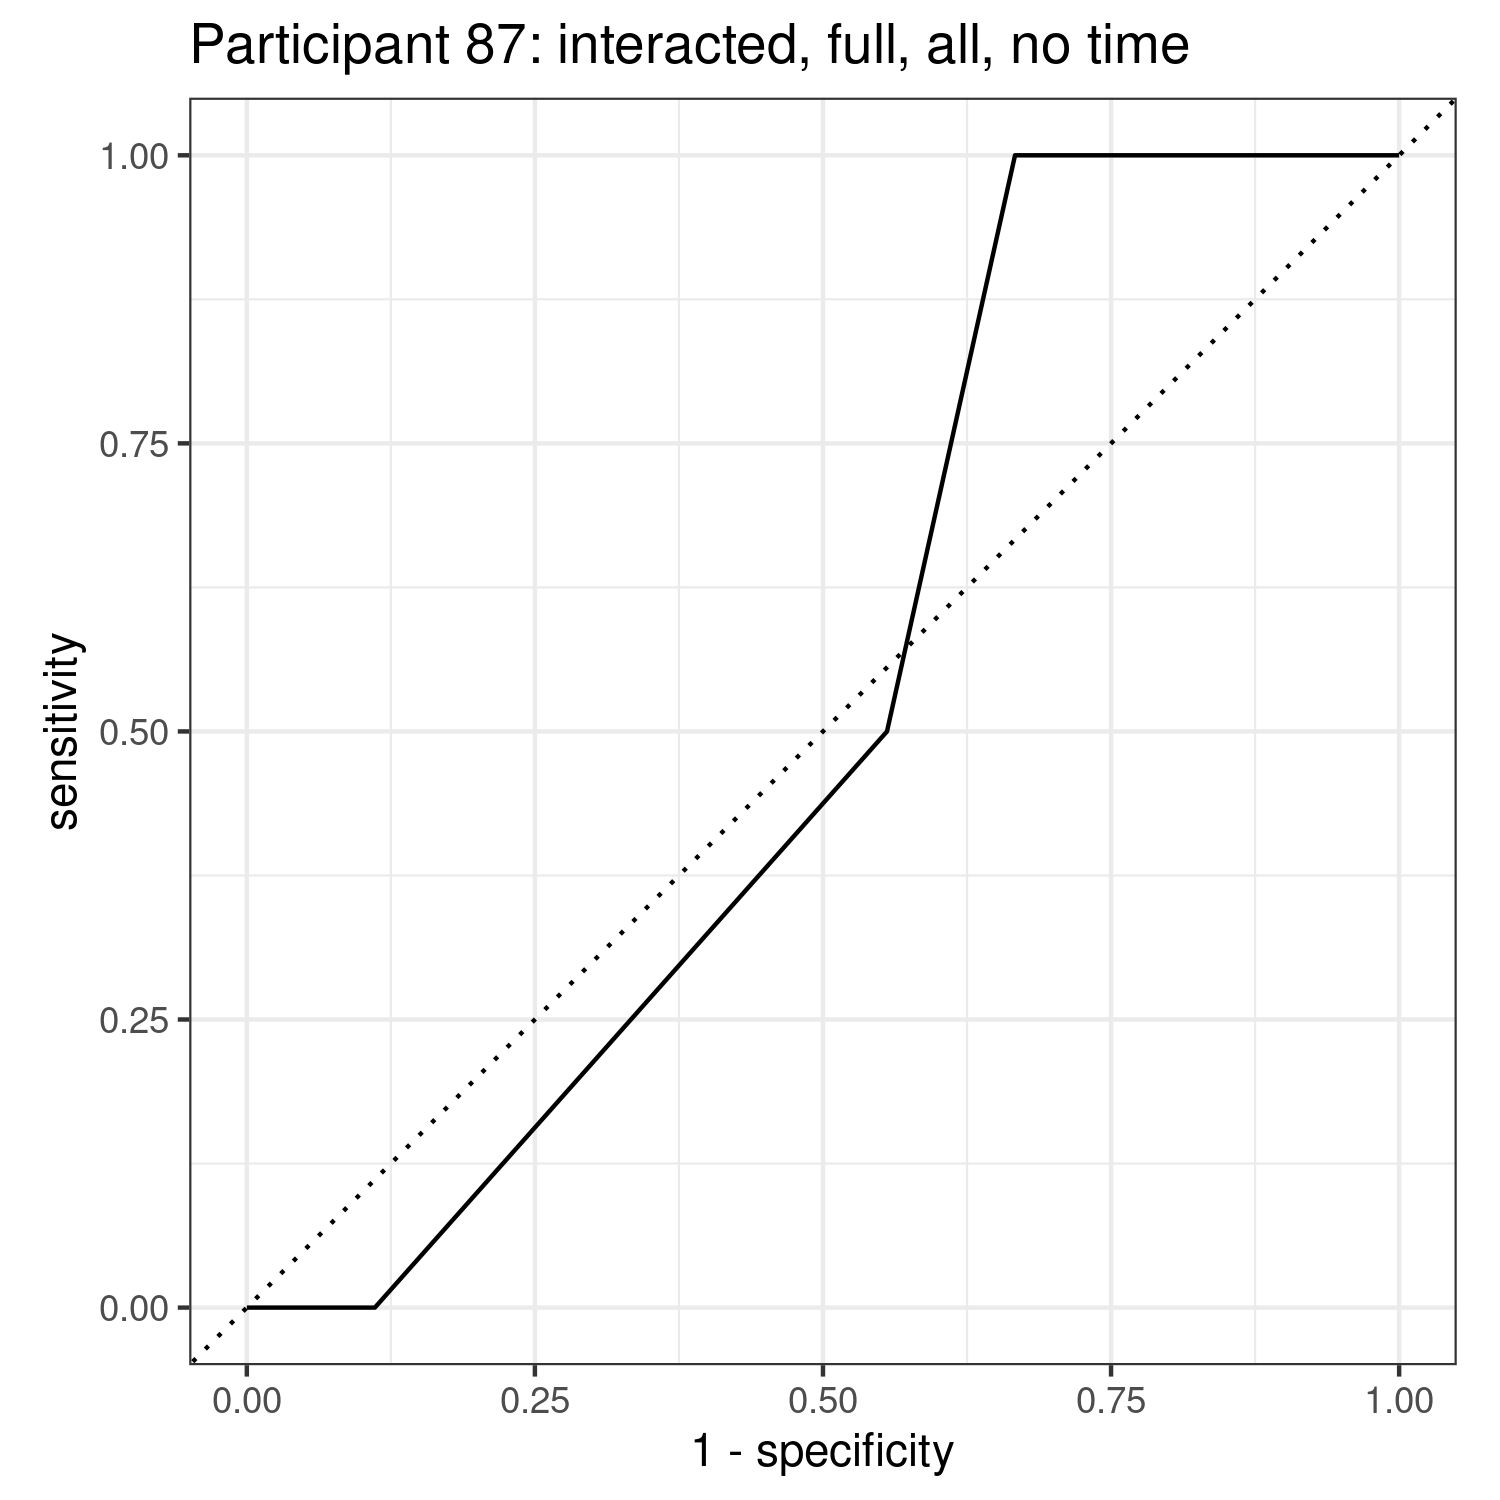 Participant 87: interacted, full, all, no time
1.00
0.75
0.50
0.25
0.00
sensitivity
0.00 0.25 0.50 0.75 1.00
1 - specificity